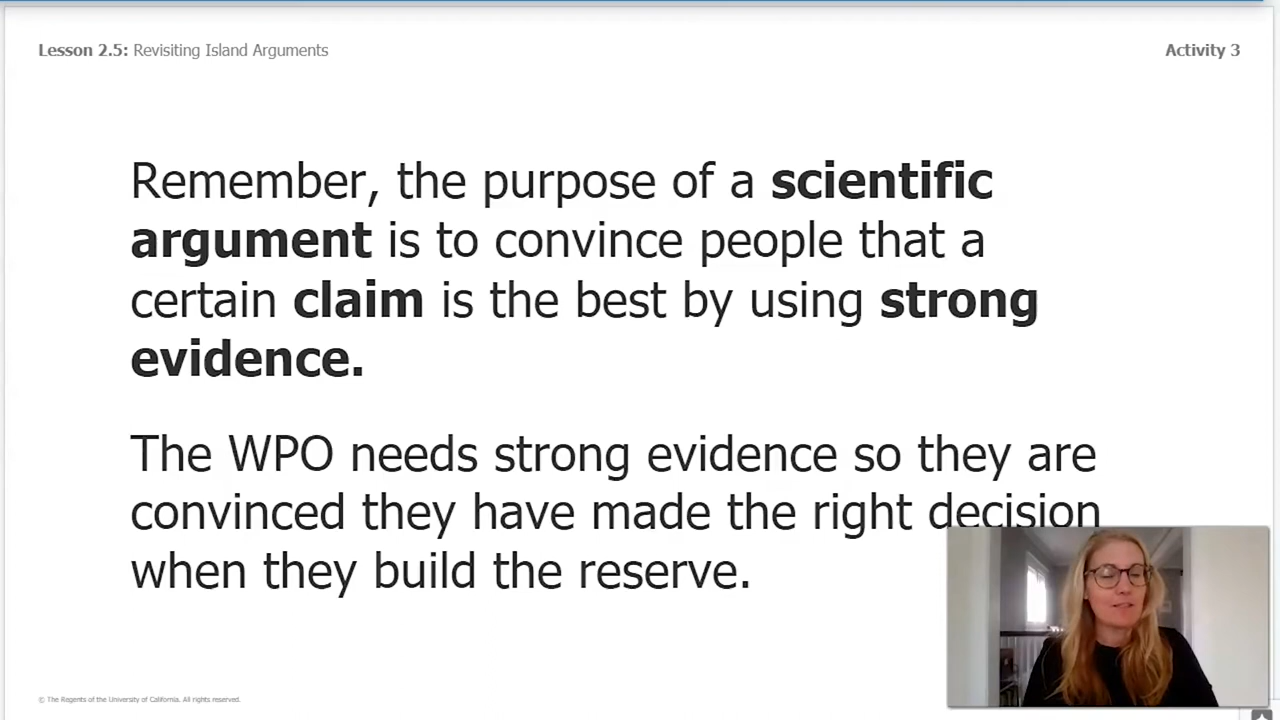 Lesson 2.5: Revisiting Island Arguments
Activity 3
Remember, the purpose of a scientific
argument is to convince people that a
certain claim is the best by using strong
evidence.
The WPO needs strong evidence so they are
convinced they have made the right decision
when they build the reserve.
© The Regents of the University of California. All rights reserved.